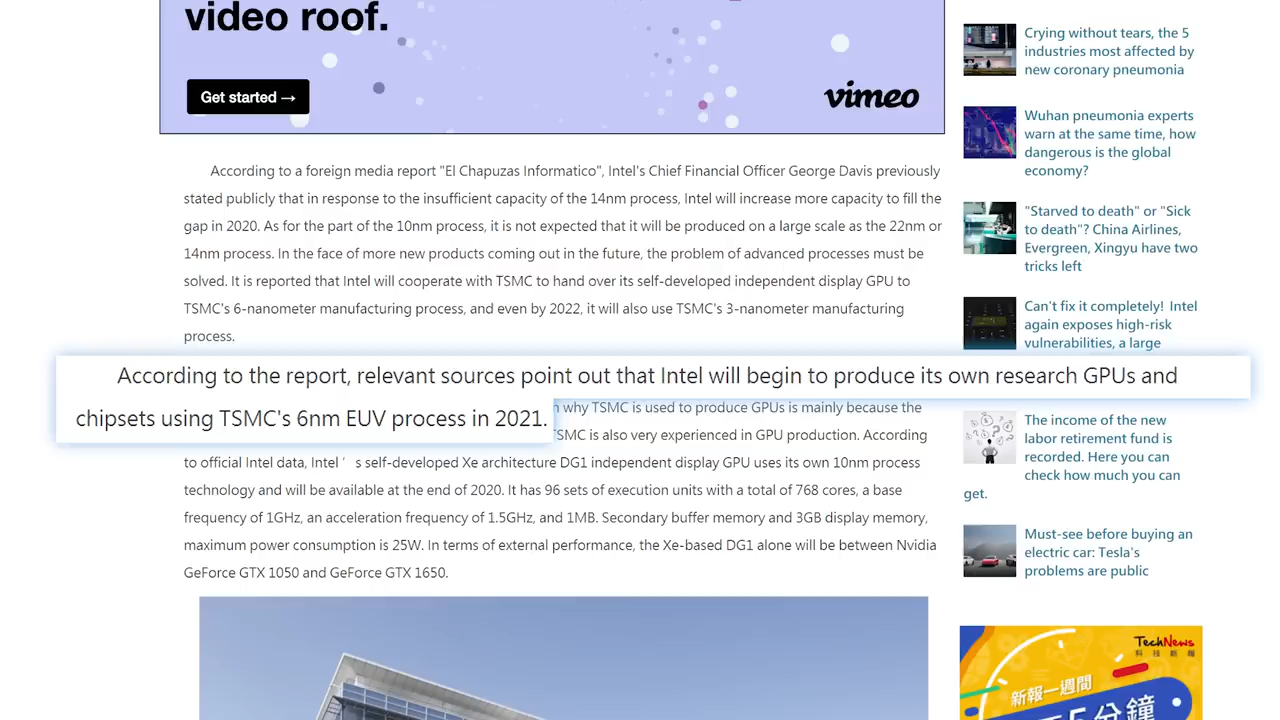 video roof.
Get started →
vimeo
According to a foreign media report "El Chapuzas Informatico", Intel's Chief Financial Officer George Davis previously
stated publicly that in response to the insufficient capacity of the 14nm process, Intel will increase more capacity to fill the
gap in 2020. As for the part of the 10nm process, it is not expected that it will be produced on a large scale as the 22nm or
14nm process. In the face of more new products coming out in the future, the problem of advanced processes must be
solved. It is reported that Intel will cooperate with TSMC to hand over its self-developed independent display GPU to
TSMC's 6-nanometer manufacturing process, and even by 2022, it will also use TSMC's 3-nanometer manufacturing
process.
According to the report, relevant sources point out that Intel will begin to produce its own research GPUs and
chipsets using TSMC's 6nm EUV process in 2021.
why TSMC is used to produce GPUs is mainly because the
TSMC is also very experienced in GPU production. According
to official Intel data, Intel ' s self-developed Xe architecture DG1 independent display GPU uses its own 10nm process
technology and will be available at the end of 2020. It has 96 sets of execution units with a total of 768 cores, a base
frequency of 1GHz, an acceleration frequency of 1.5GHz, and 1MB. Secondary buffer memory and 3GB display memory,
maximum power consumption is 25W. In terms of external performance, the Xe-based DG1 alone will be between Nvidia
GeForce GTX 1050 and GeForce GTX 1650.
Crying without tears, the 5
industries most affected by
new coronary pneumonia
Wuhan pneumonia experts
warn at the same time, how
dangerous is the global
economy?
"Starved to death" or "Sick
to death"? China Airlines,
Evergreen, Xingyu have two
tricks left
Can't fix it completely! Intel
again exposes high-risk
vulnerabilities, a large
The income of the new
labor retirement fund is
recorded. Here you can
check how much you can
get.
Must-see before buying an
electric car: Tesla's
problems are public
TechNews
科技新報
新報一週間
5分鐘